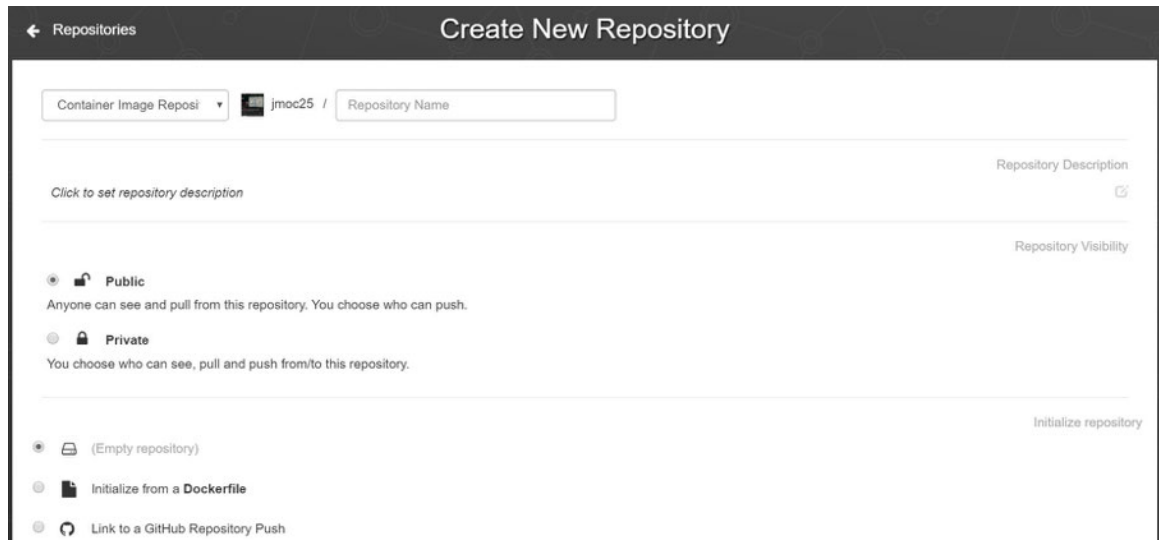 Repositories
Create New Repository
Container Image Reposi
jmoc25 /
Repository Name
Repository Description
Click to set repository description
Repository Visibility
Public
Anyone can see and pull from this repository. You choose who can push.
Private
You choose who can see, pull and push from/to this repository.
Initialize repository
(Empty repository)
Initialize from a Dockerfile
Link to a GitHub Repository Push